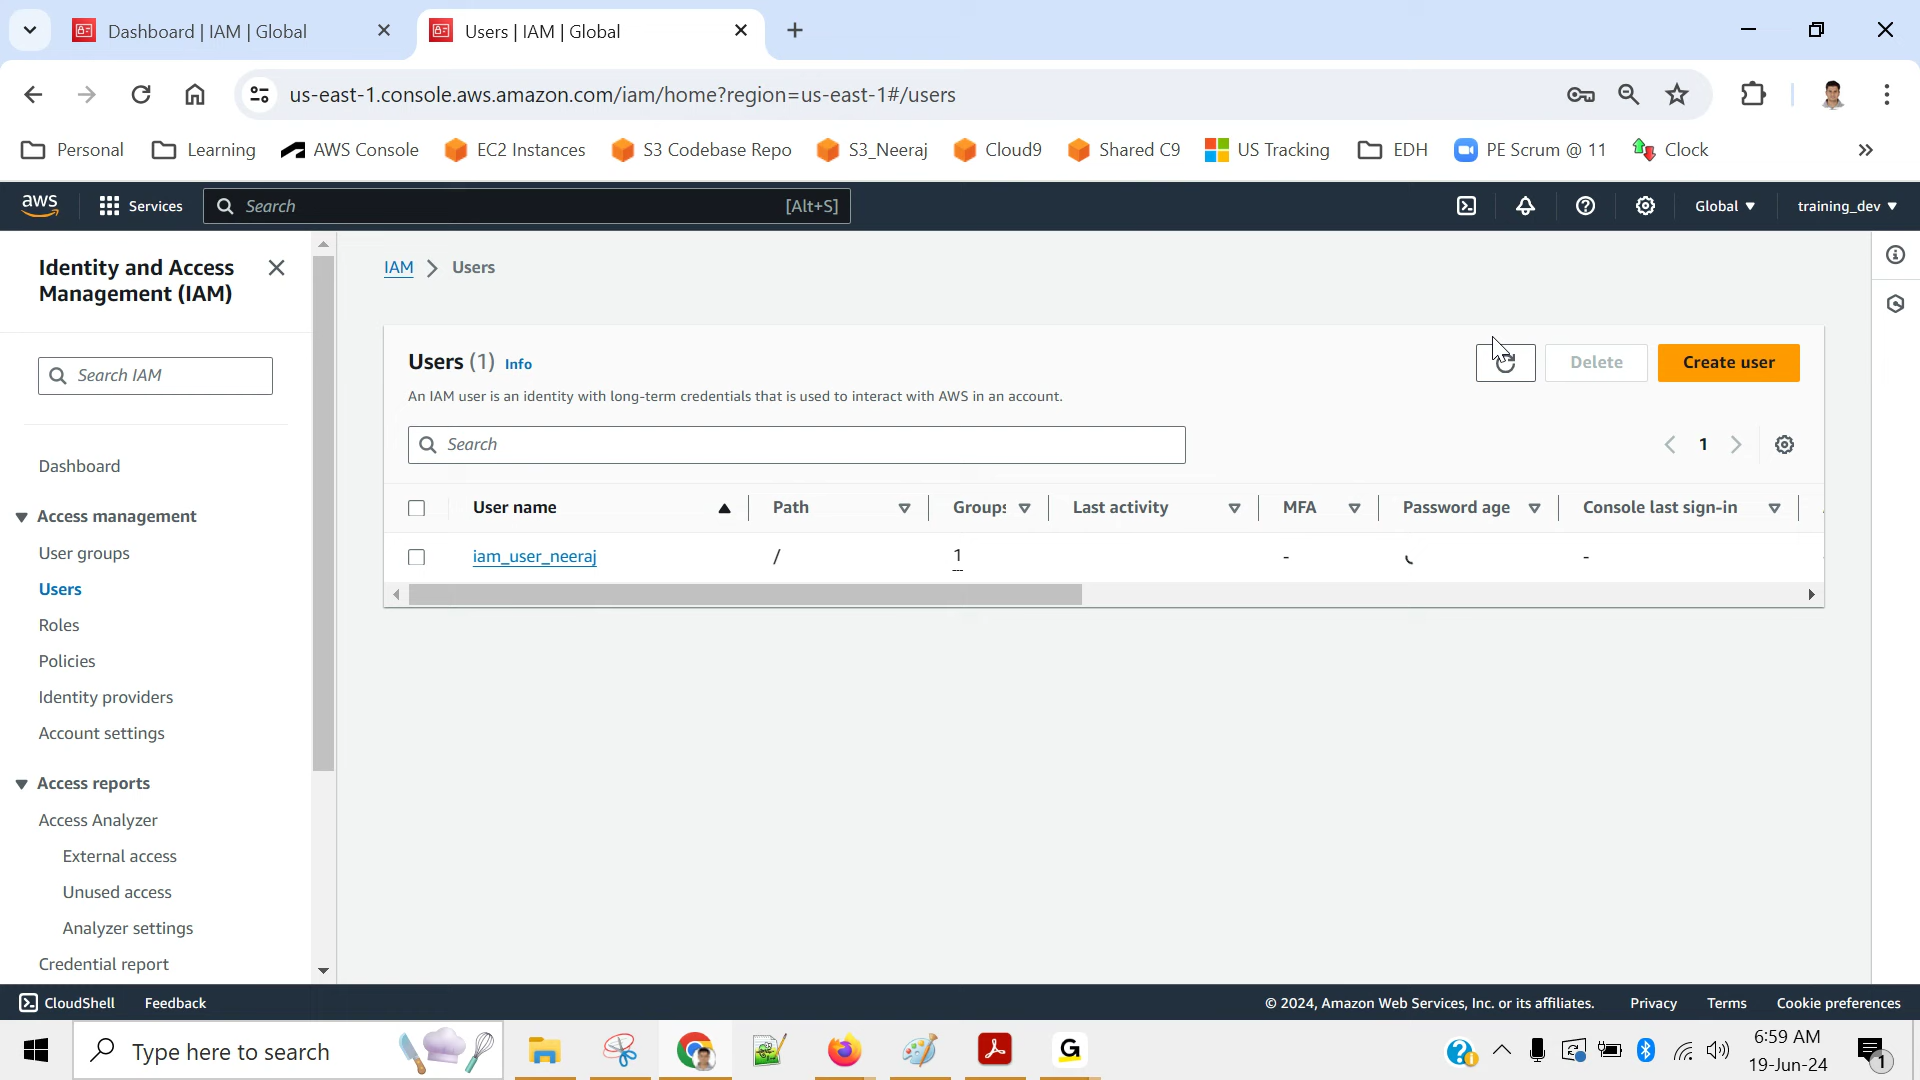 Dashboard | IAM | Global
Users | IAM | Global
us-east-1.console.aws.amazon.com/iam/home?region=us-east-1#/users
Personal Learning AWS Console EC2 Instances S3 Codebase Repo S3_Neeraj Cloud9 Shared C9 US Tracking EDH PE Scrum @ 11 Clock »
aws Services Search [Alt+S] Global training_dev
Identity and Access Management (IAM)
Search IAM
Dashboard
Access management
User groups
Users
Roles
Policies
Identity providers
Account settings
Access reports
Access Analyzer
External access
Unused access
Analyzer settings
Credential report
IAM > Users
Users (1) Info
Delete Create user
An IAM user is an identity with long-term credentials that is used to interact with AWS in an account.
Search
1
User name Path Groups Last activity MFA Password age Console last sign-in
iam_user_neeraj / 1 - -
CloudShell Feedback © 2024, Amazon Web Services, Inc. or its affiliates. Privacy Terms Cookie preferences
Type here to search
6:59 AM
19-Jun-24
1